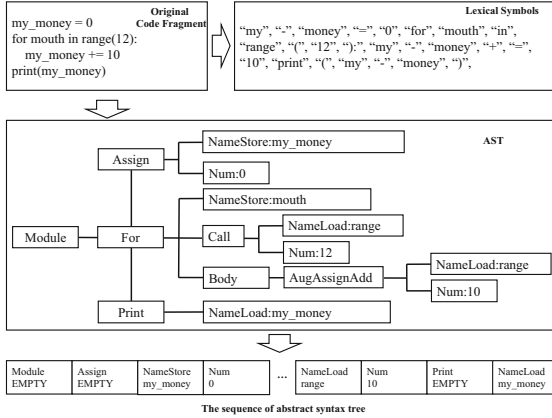 Original
Code Fragment
my_money = 0
for mouth in range(12):
my_money += 10
print(my_money)
Lexical Symbols
“my”, “-”, “money”, “=”, “0”, “for”, “mouth”, “in”,
“range”, “(”, “12”, “):”, “my”, “-”, “money”, “+”, “=”,
“10”, “print”, “(”, “my”, “-”, “money”, “)”,
AST
NameStore:my_money
Assign
Num:0
NameStore:mouth
NameLoad:range
Module
For
Call
Num:12
NameLoad:range
Body
AugAssignAdd
Num:10
Print
NameLoad:my_money
Module
EMPTY
Assign
EMPTY
NameStore
my_money
Num
0
...
NameLoad
range
Num
10
Print
EMPTY
NameLoad
my_money
The sequence of abstract syntax tree